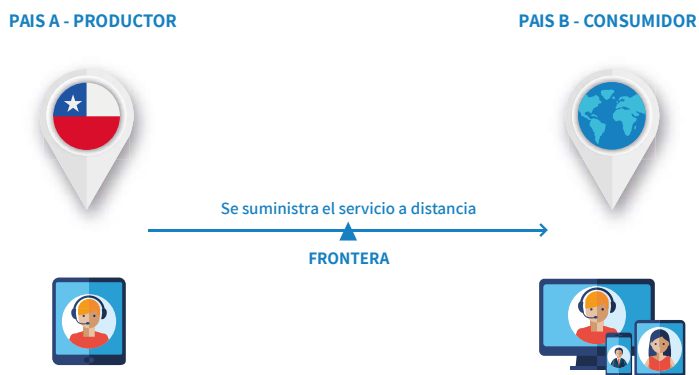 PAIS A - PRODUCTOR
PAIS B - CONSUMIDOR
Se suministra el servicio a distancia
FRONTERA